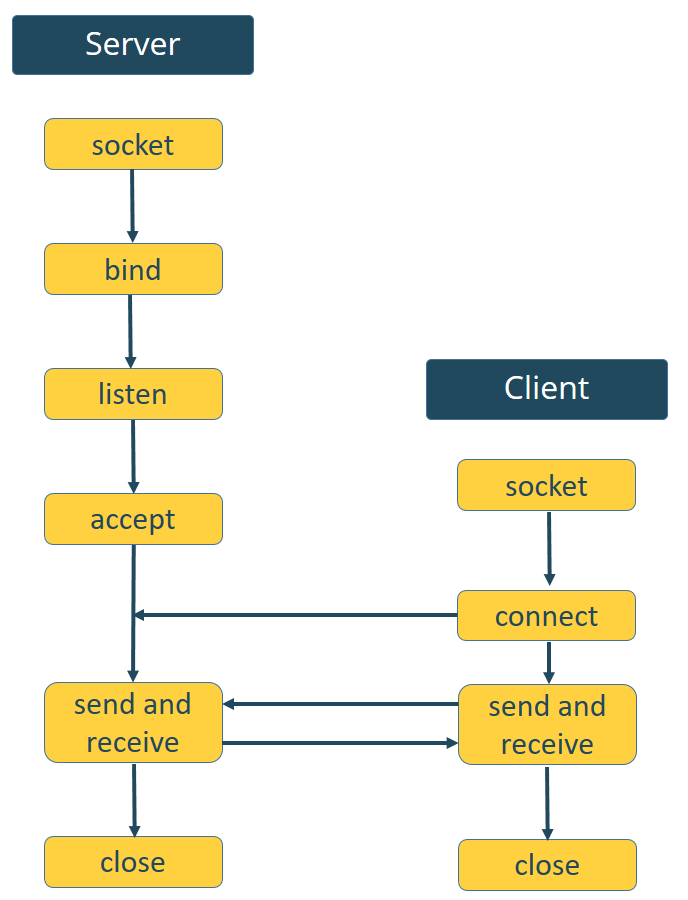 Server
socket
bind
listen
accept
send and
receive
close
Client
socket
connect
send and
receive
close